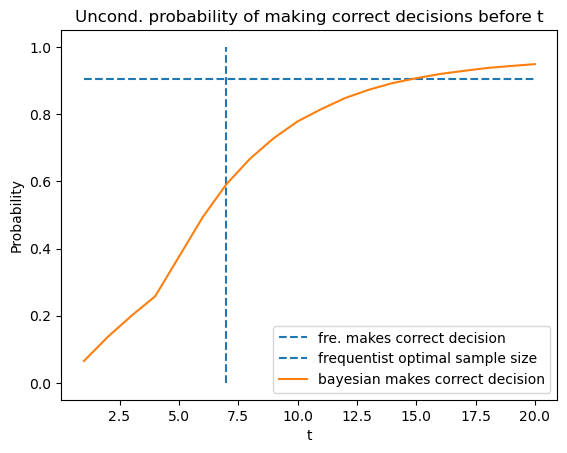 Uncond. probability of making correct decisions before t
1.0
0.8
0.6
0.4
0.2
0.0
Probability
fre. makes correct decision
frequentist optimal sample size
bayesian makes correct decision
2.5 5.0 7.5 10.0 12.5 15.0 17.5 20.0
t